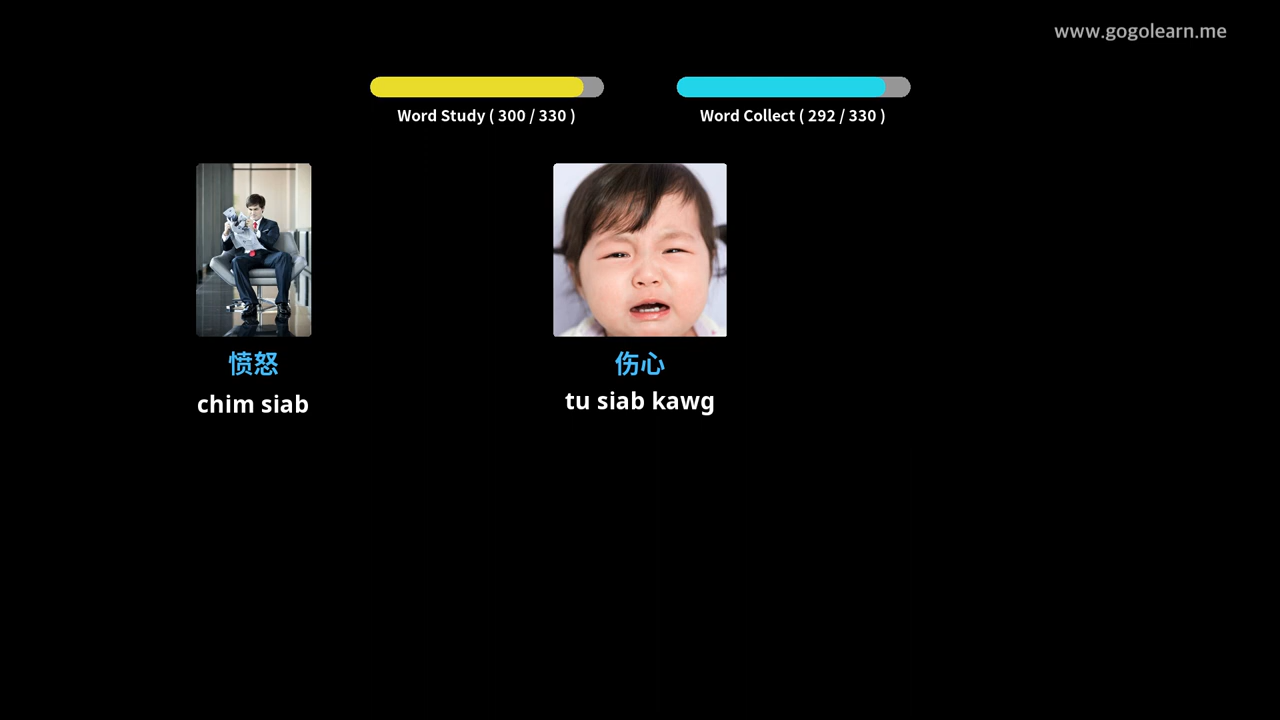 www.gogolearn.me
Word Study ( 300 / 330 )
Word Collect ( 292 / 330 )
愤怒
伤心
chim siab
tu siab kawg